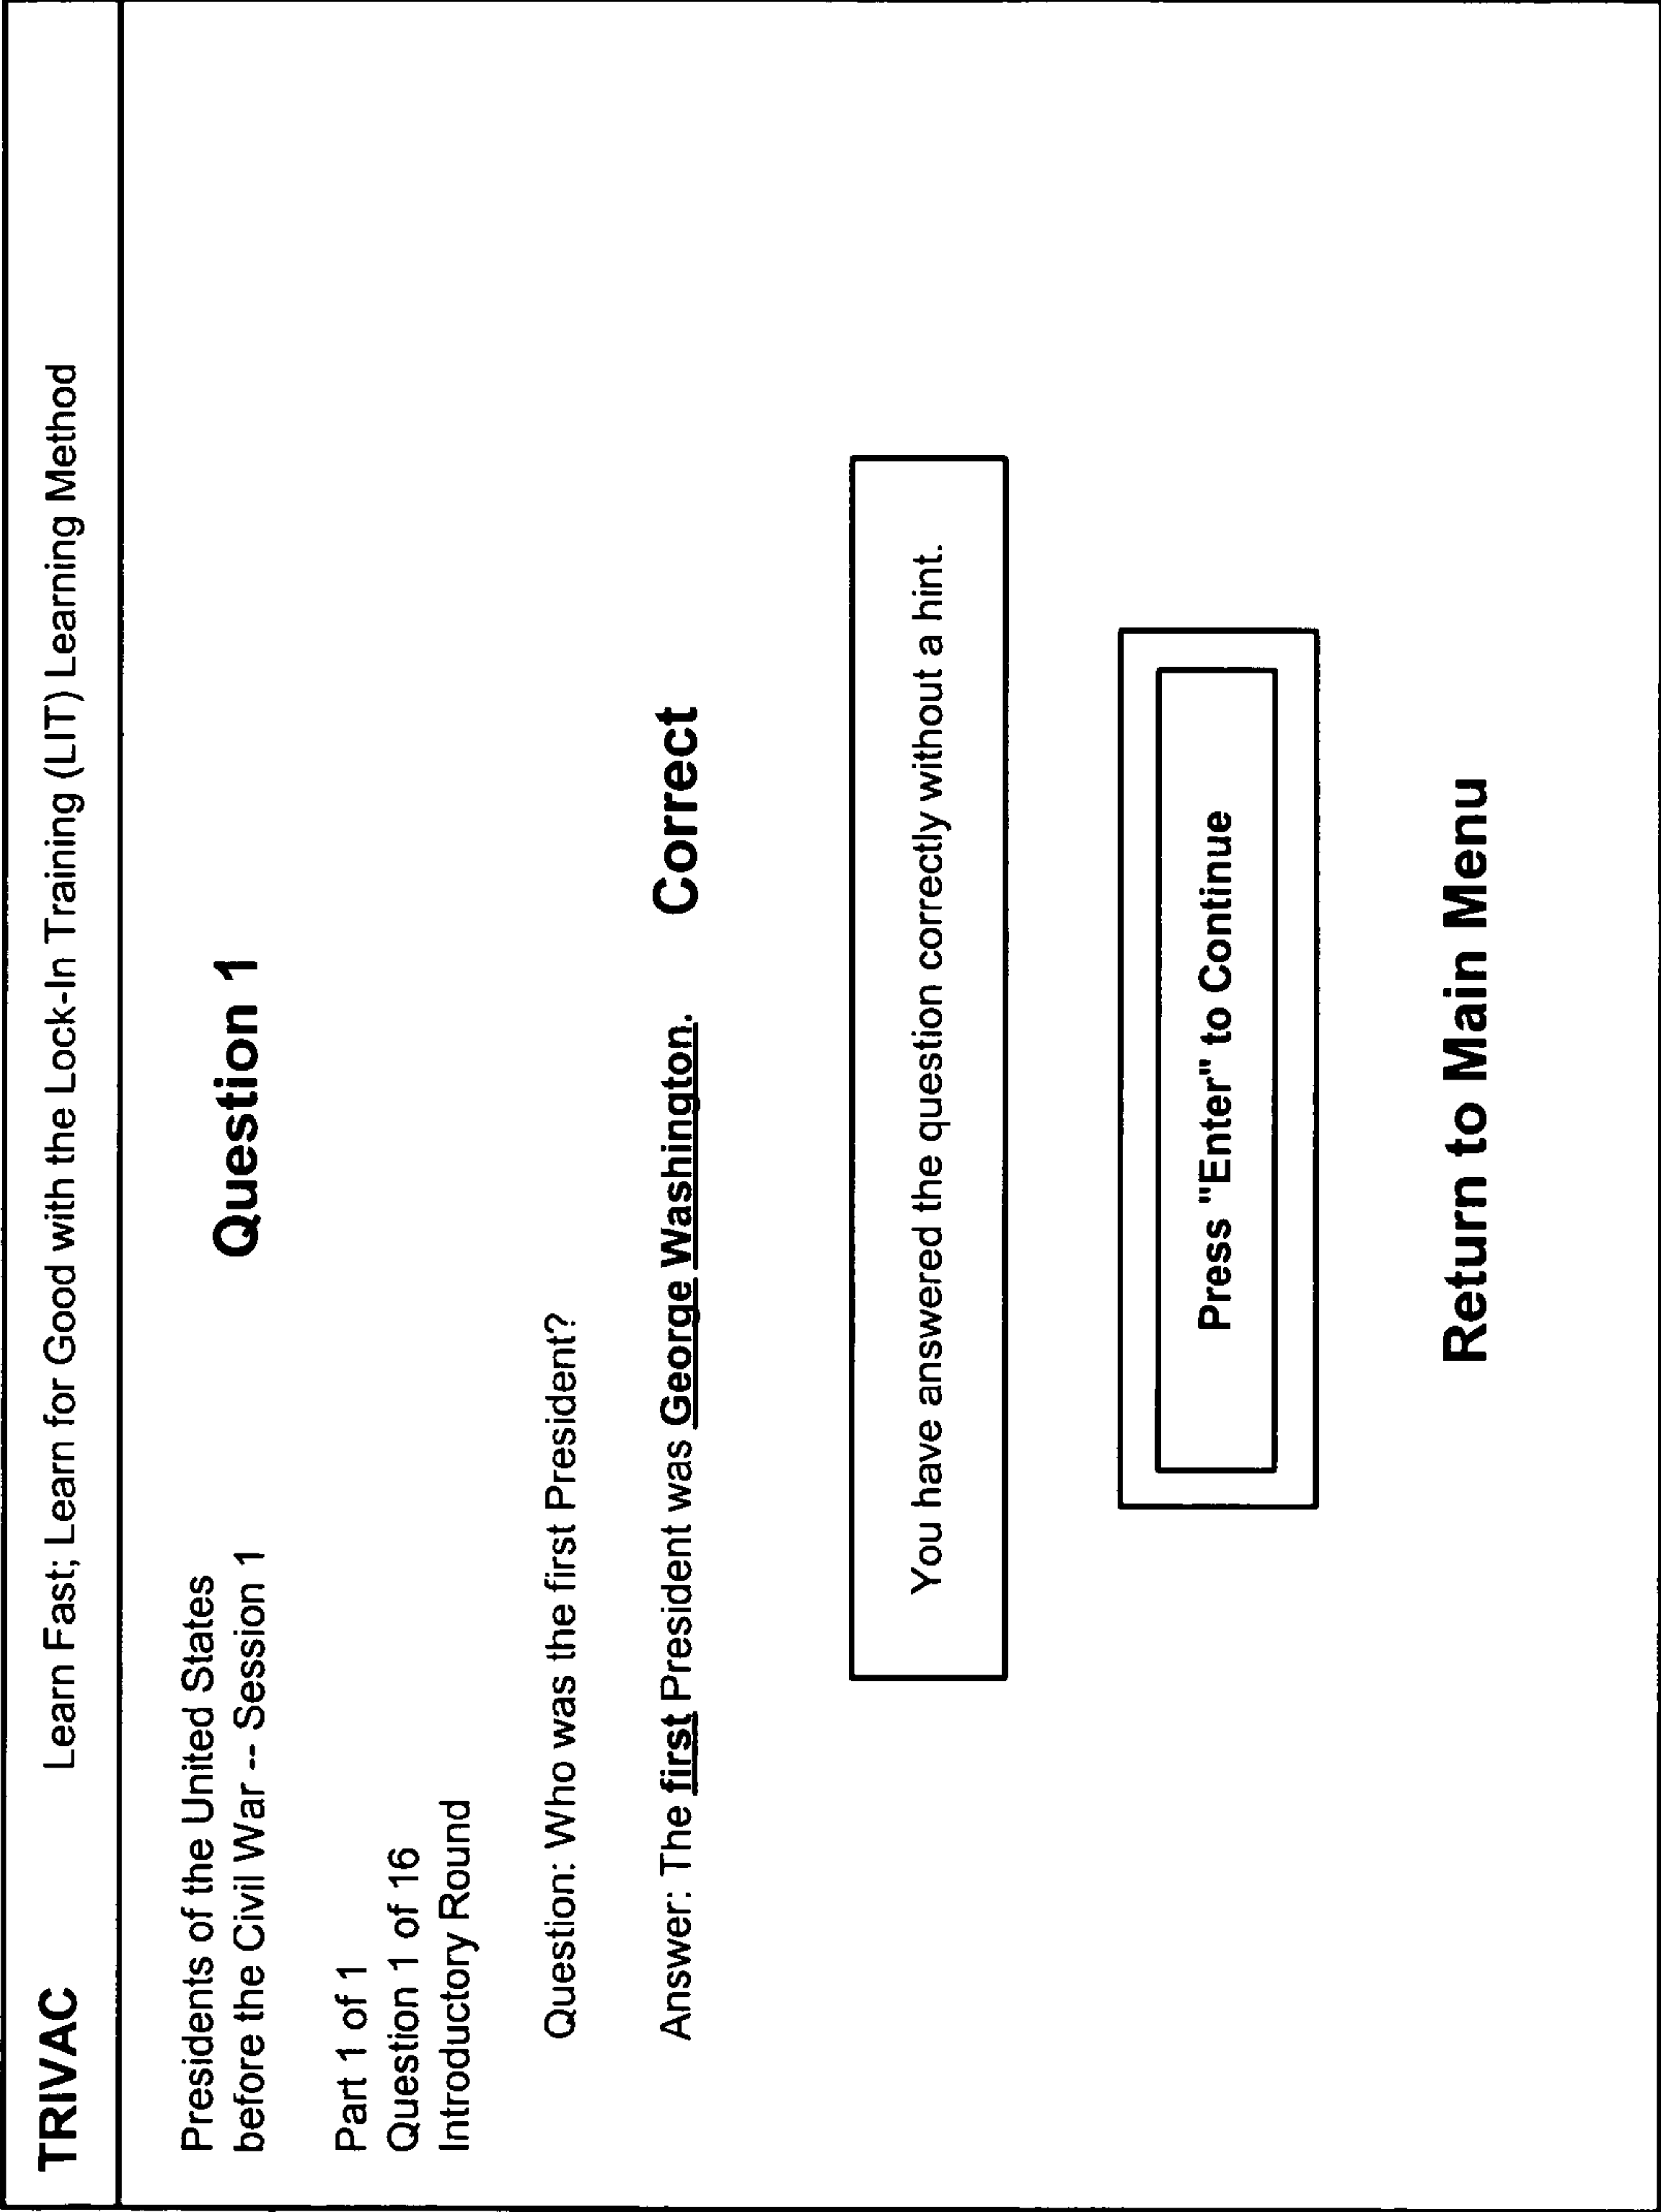 TRIVAC Learn Fast; Learn for Good with the Lock-In Training (LIT) Learning Method
Presidents of the United States
before the Civil War -- Session 1
Question 1
Part 1 of 1
Question 1 of 16
Introductory Round
Question: Who was the first President?
Answer: The first President was George Washington. Correct
You have answered the question correctly without a hint.
Press "Enter" to Continue
Return to Main Menu